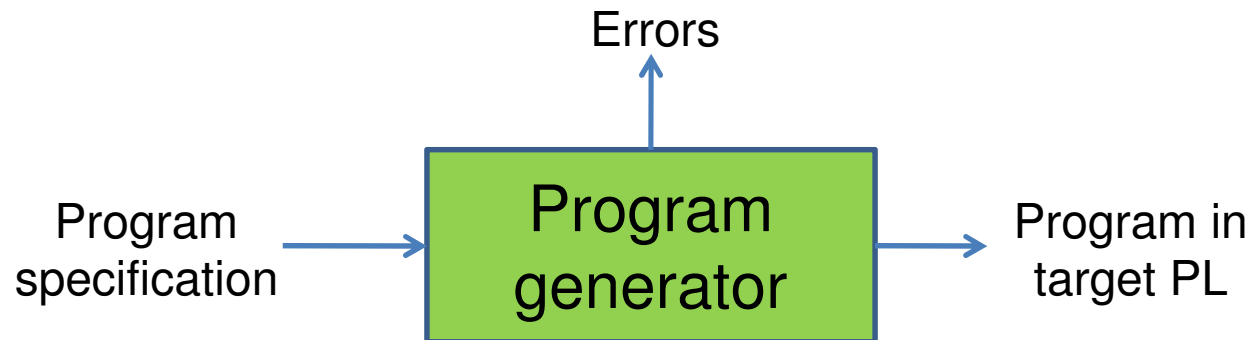 Errors
Program
specification
Program
generator
Program in
target PL